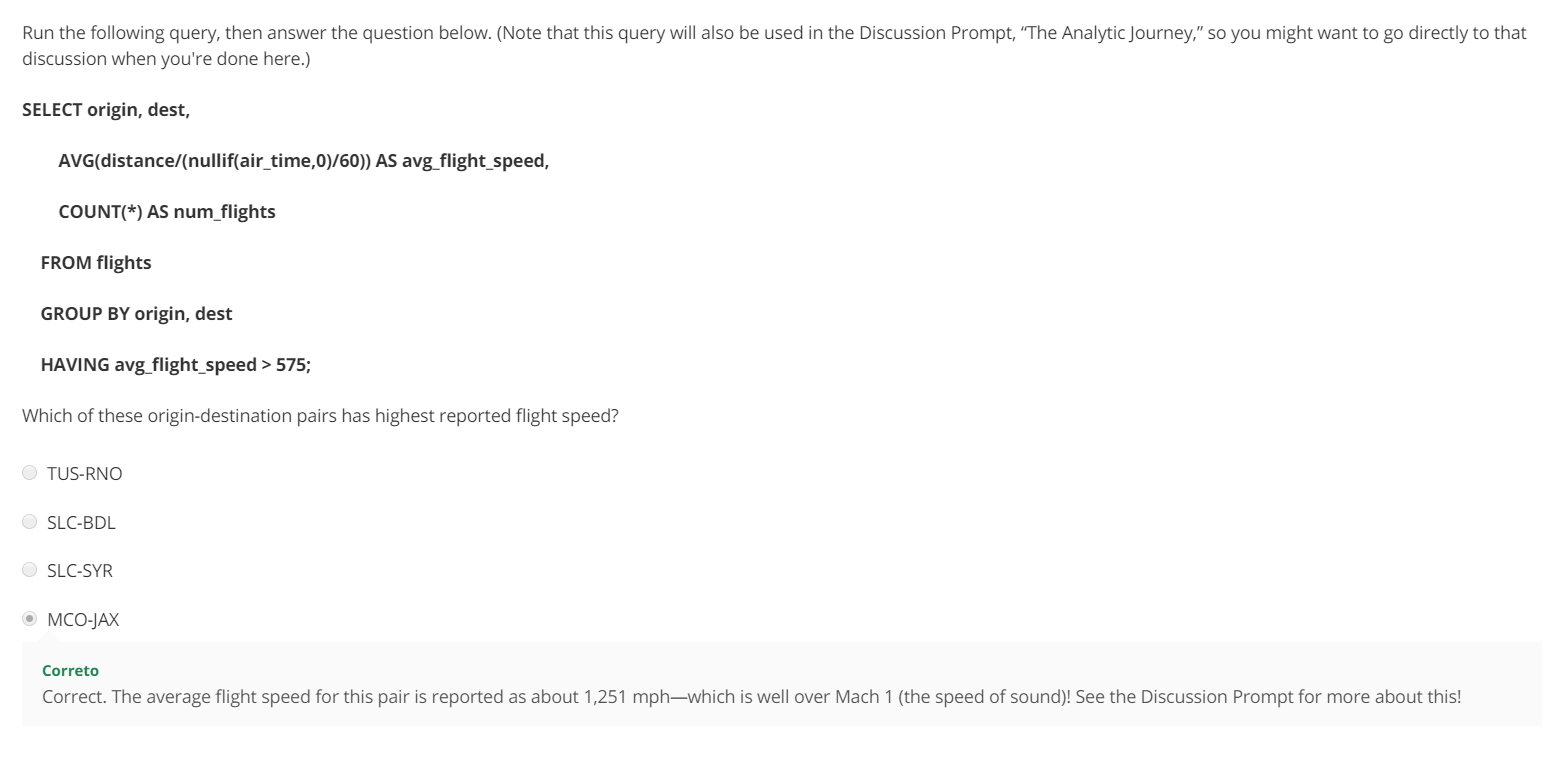 Run the following query, then answer the question below. (Note that this query will also be used in the Discussion Prompt, “The Analytic Journey,” so you might want to go directly to that
discussion when you're done here.)
SELECT origin, dest,
AVG(distance/(nullif(air_time,0)/60)) AS avg_flight_speed,
COUNT(*) AS num_flights
FROM flights
GROUP BY origin, dest
HAVING avg_flight_speed > 575;
Which of these origin-destination pairs has highest reported flight speed?
TUS-RNO
SLC-BDL
SLC-SYR
MCO-JAX
Correto
Correct. The average flight speed for this pair is reported as about 1,251 mph—which is well over Mach 1 (the speed of sound)! See the Discussion Prompt for more about this!